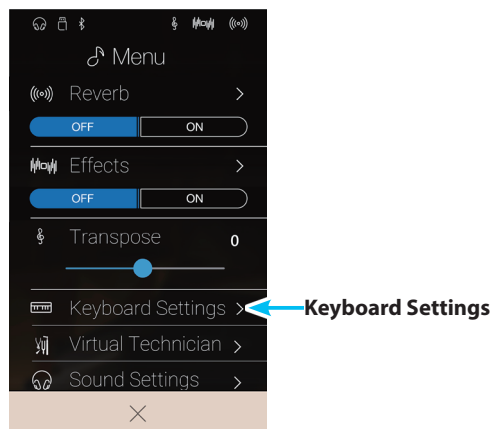 Menu
Reverb
OFF ON
Effects
OFF ON
Transpose 0
Keyboard Settings
Keyboard Settings
Virtual Technician
Sound Settings